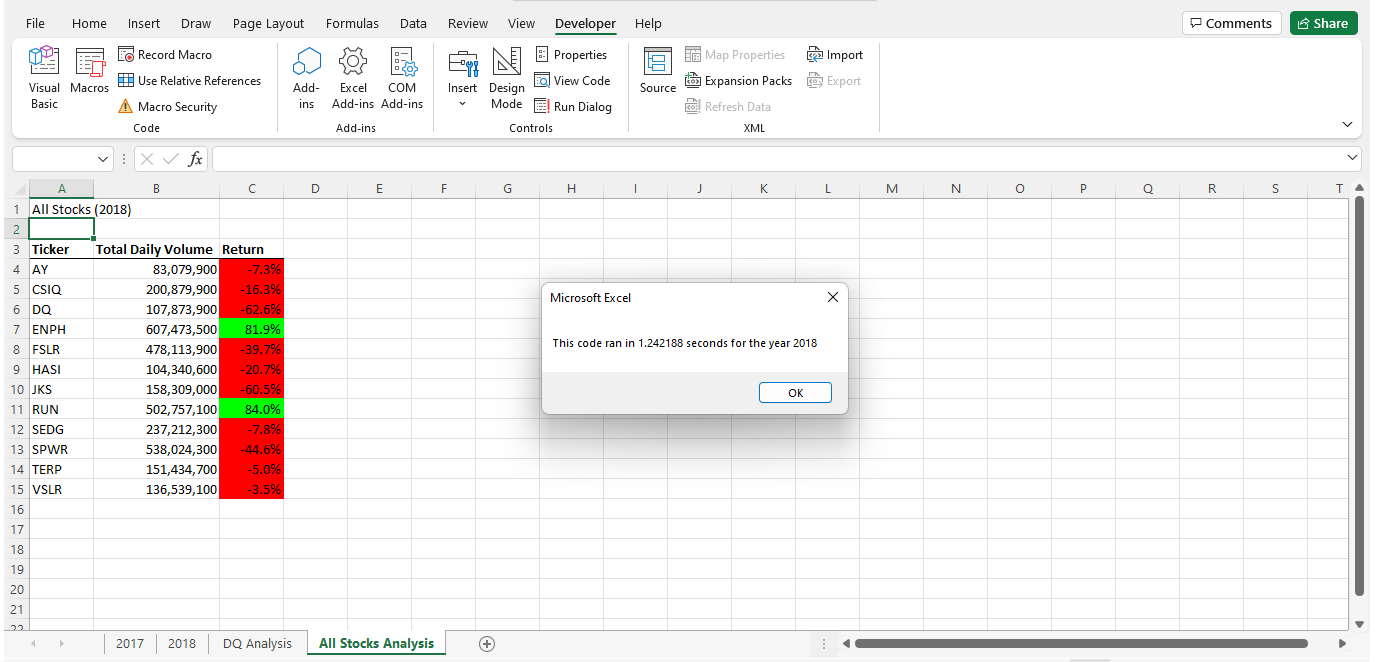 File Home Insert Draw Page Layout Formulas Data Review View Developer Help Comments Share
Visual Basic
Macros
Record Macro
Use Relative References
Macro Security
Code
Add-ins
Excel Add-ins
COM Add-ins
Add-ins
Insert
Design Mode
Properties
View Code
Run Dialog
Controls
Source
Map Properties
Expansion Packs
Refresh Data
Import
Export
XML
fx
A B C D E F G H I J K L M N O P Q R S T
1 All Stocks (2018)
2
3 Ticker Total Daily Volume Return
4 AY 83,079,900 -7.3%
5 CSIQ 200,879,900 -16.3%
6 DQ 107,873,900 -62.6%
7 ENPH 607,473,500 81.9%
8 FSLR 478,113,900 -39.7%
9 HASI 104,340,600 -20.7%
10 JKS 158,309,000 -60.5%
11 RUN 502,757,100 84.0%
12 SEDG 237,212,300 -7.8%
13 SPWR 538,024,300 -44.6%
14 TERP 151,434,700 -5.0%
15 VSLR 136,539,100 -3.5%
16
17
18
19
20
21
22
Microsoft Excel
This code ran in 1.242188 seconds for the year 2018
OK
2017 2018 DQ Analysis All Stocks Analysis